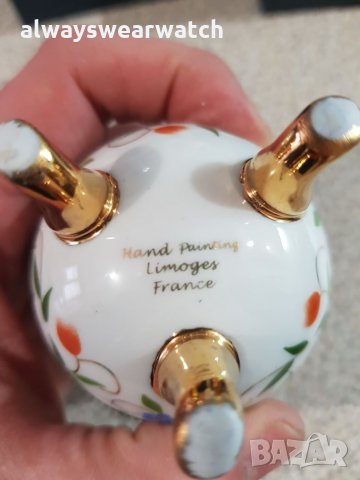 alwayswearwatch
Hand Painting
Limoges
France
BAZAR